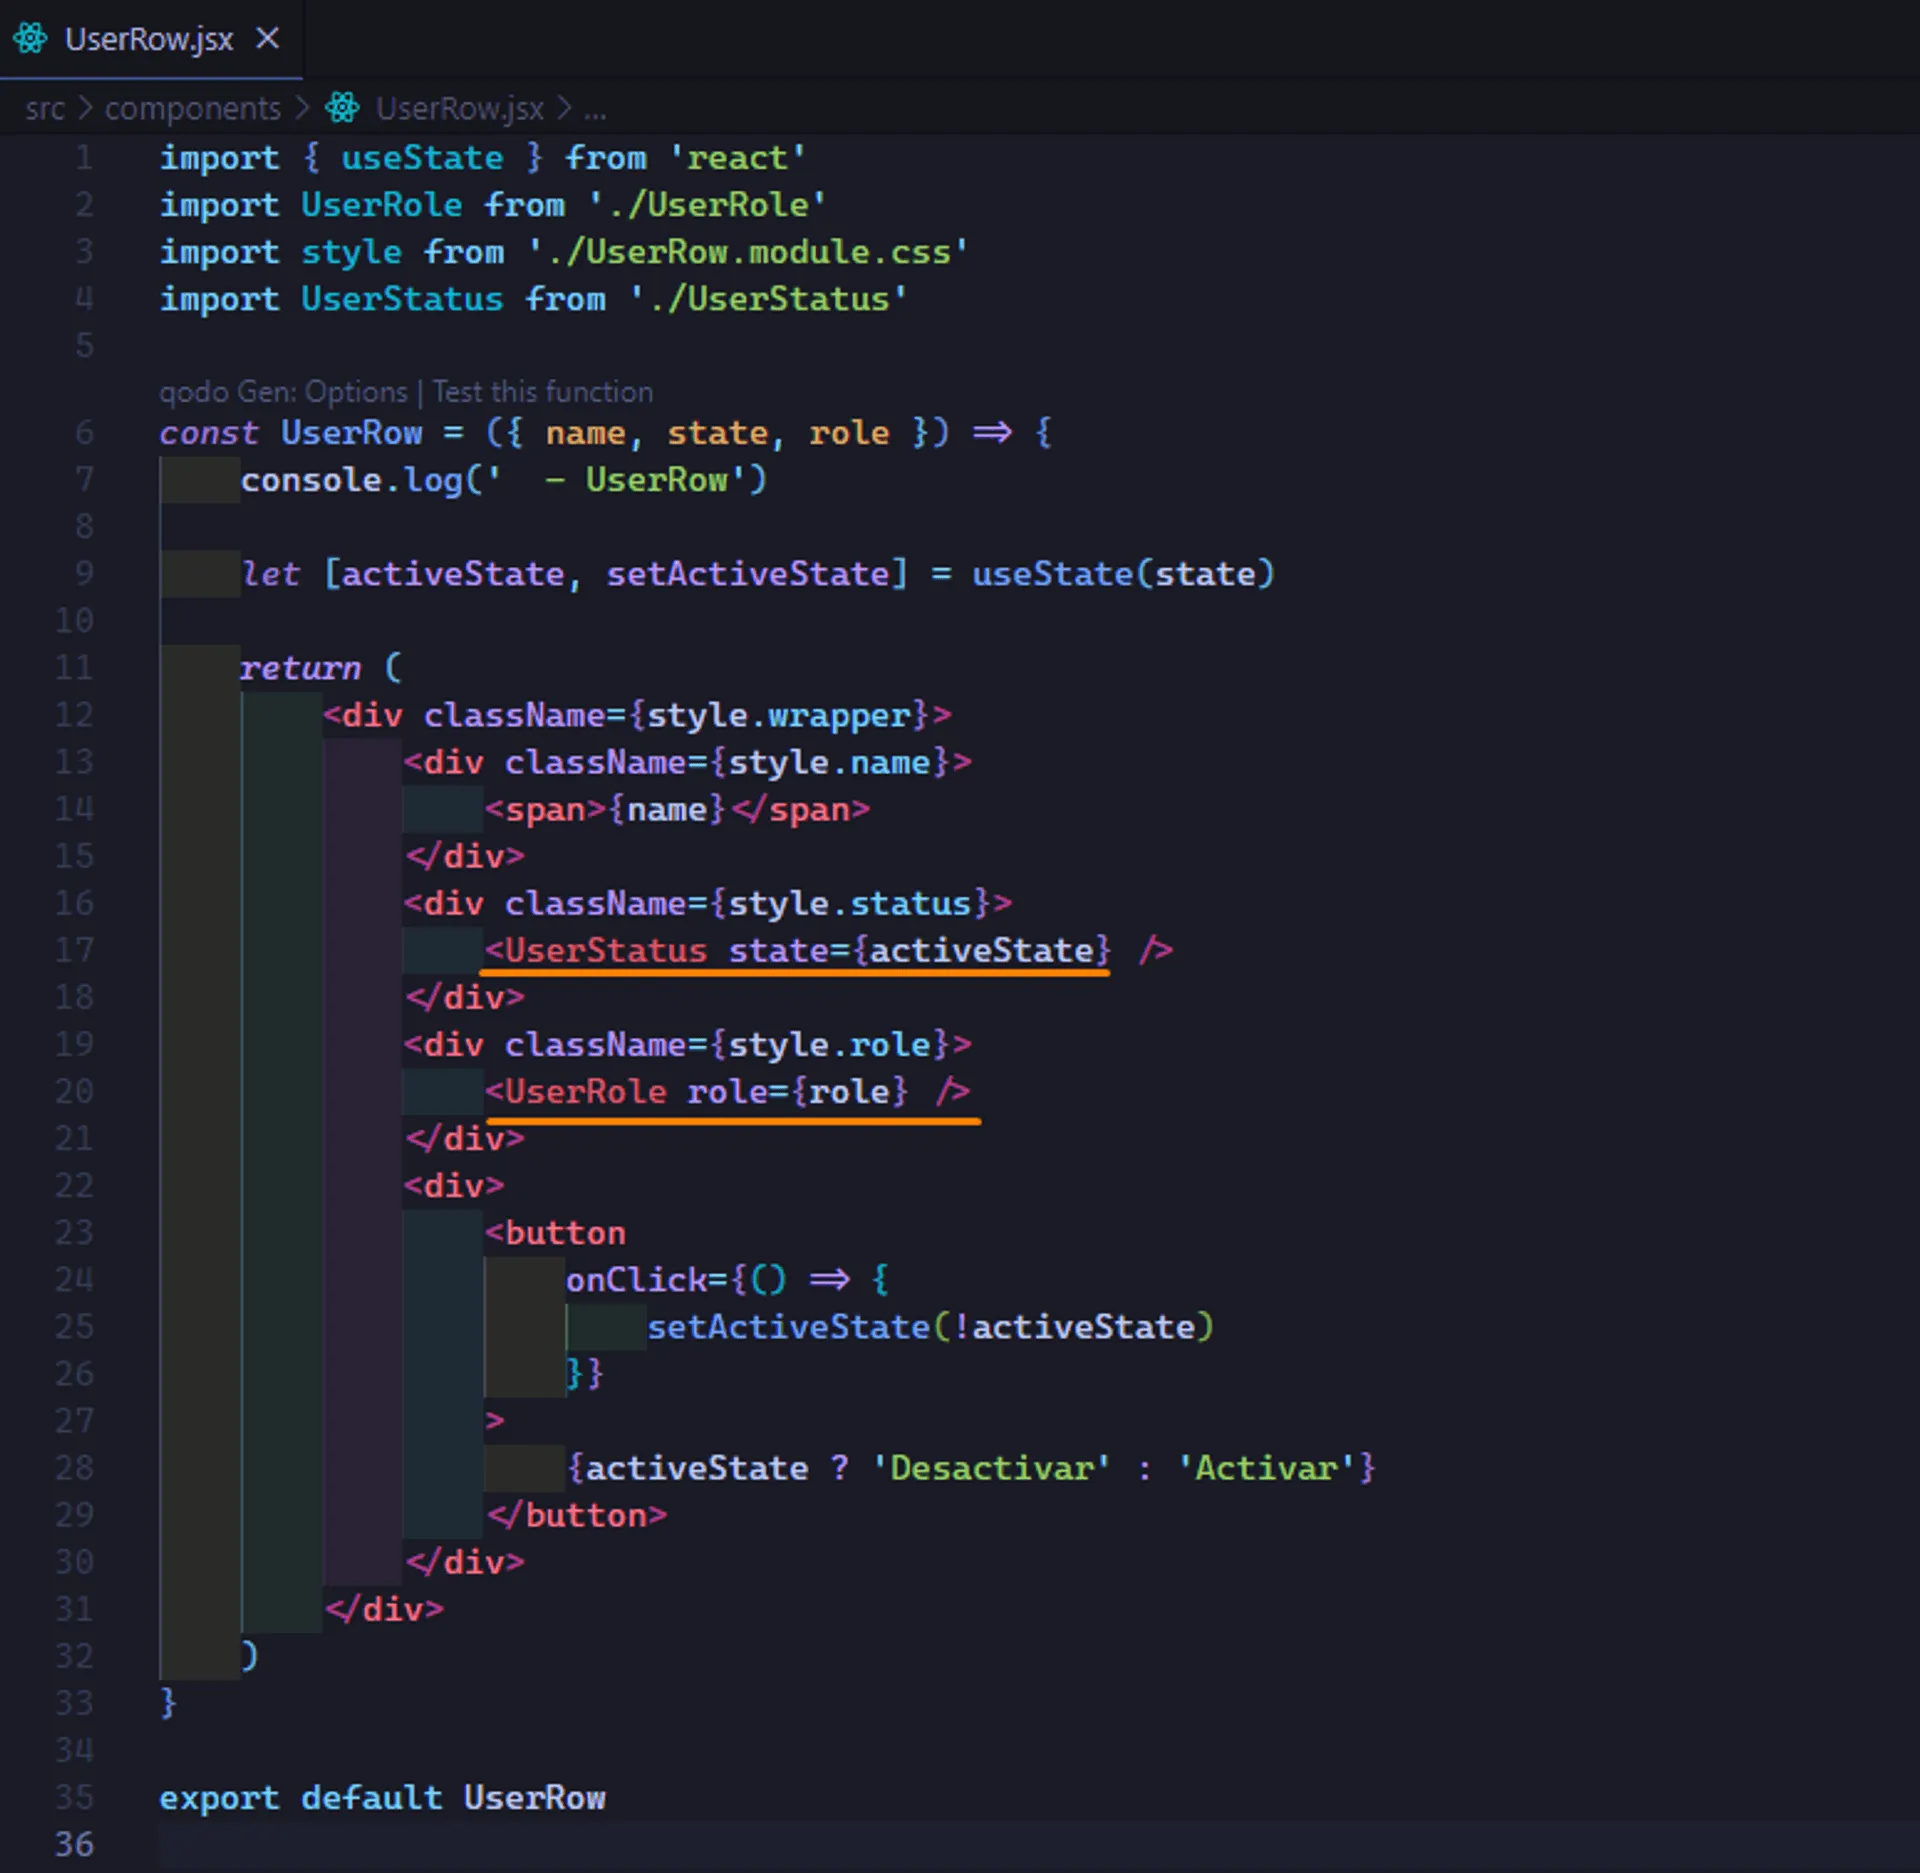 UserRow.jsx ×
src > components > UserRow.jsx > ...
1 import { useState } from 'react'
2 import UserRole from './UserRole'
3 import style from './UserRow.module.css'
4 import UserStatus from './UserStatus'
5
qodo Gen: Options | Test this function
6 const UserRow = ({ name, state, role }) => {
7     console.log('  - UserRow')
8
9     let [activeState, setActiveState] = useState(state)
10
11     return (
12         <div className={style.wrapper}>
13             <div className={style.name}>
14                 <span>{name}</span>
15             </div>
16             <div className={style.status}>
17                 <UserStatus state={activeState} />
18             </div>
19             <div className={style.role}>
20                 <UserRole role={role} />
21             </div>
22             <div>
23                 <button
24                     onClick={() => {
25                         setActiveState(!activeState)
26                     }}
27                 >
28                     {activeState ? 'Desactivar' : 'Activar'}
29                 </button>
30             </div>
31         </div>
32     )
33 }
34
35 export default UserRow
36